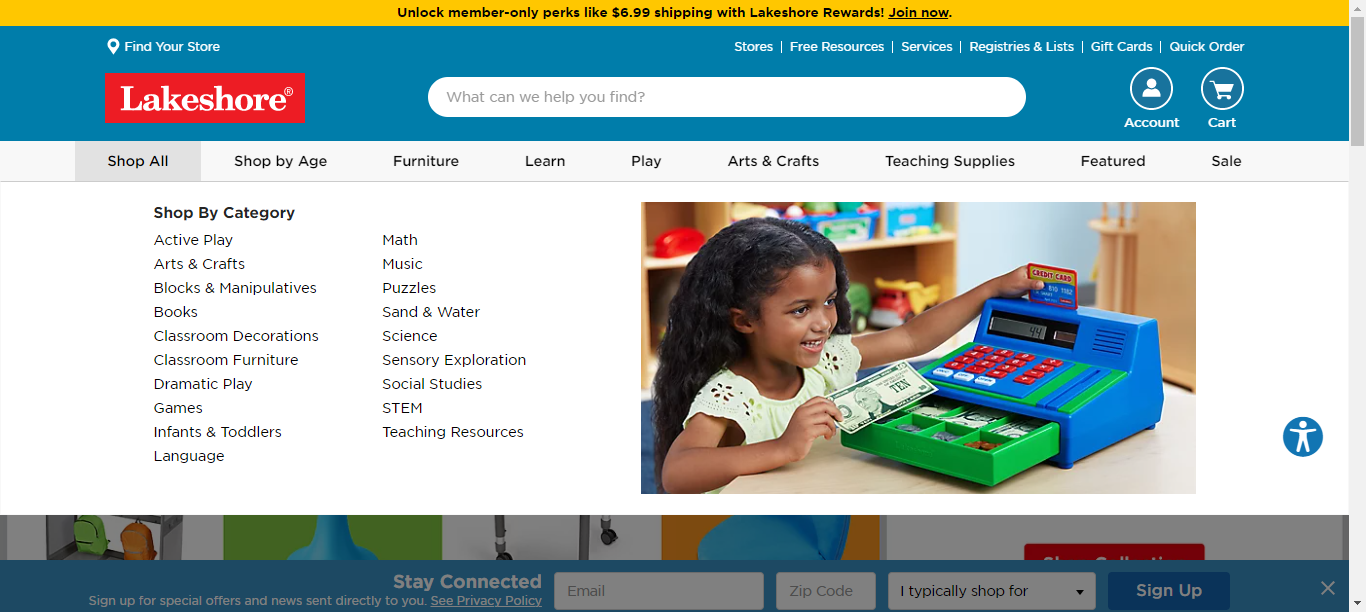 Unlock member-only perks like $6.99 shipping with Lakeshore Rewards! Join now.
Find Your Store
Stores | Free Resources | Services | Registries & Lists | Gift Cards | Quick Order
Lakeshore®
What can we help you find?
Account
Cart
Shop All
Shop by Age
Furniture
Learn
Play
Arts & Crafts
Teaching Supplies
Featured
Sale
Shop By Category
Active Play
Arts & Crafts
Blocks & Manipulatives
Books
Classroom Decorations
Classroom Furniture
Dramatic Play
Games
Infants & Toddlers
Language
Math
Music
Puzzles
Sand & Water
Science
Sensory Exploration
Social Studies
STEM
Teaching Resources
CREDIT CARD
44
TEN
Stay Connected
Sign up for special offers and news sent directly to you. See Privacy Policy
Email
Zip Code
I typically shop for
Sign Up